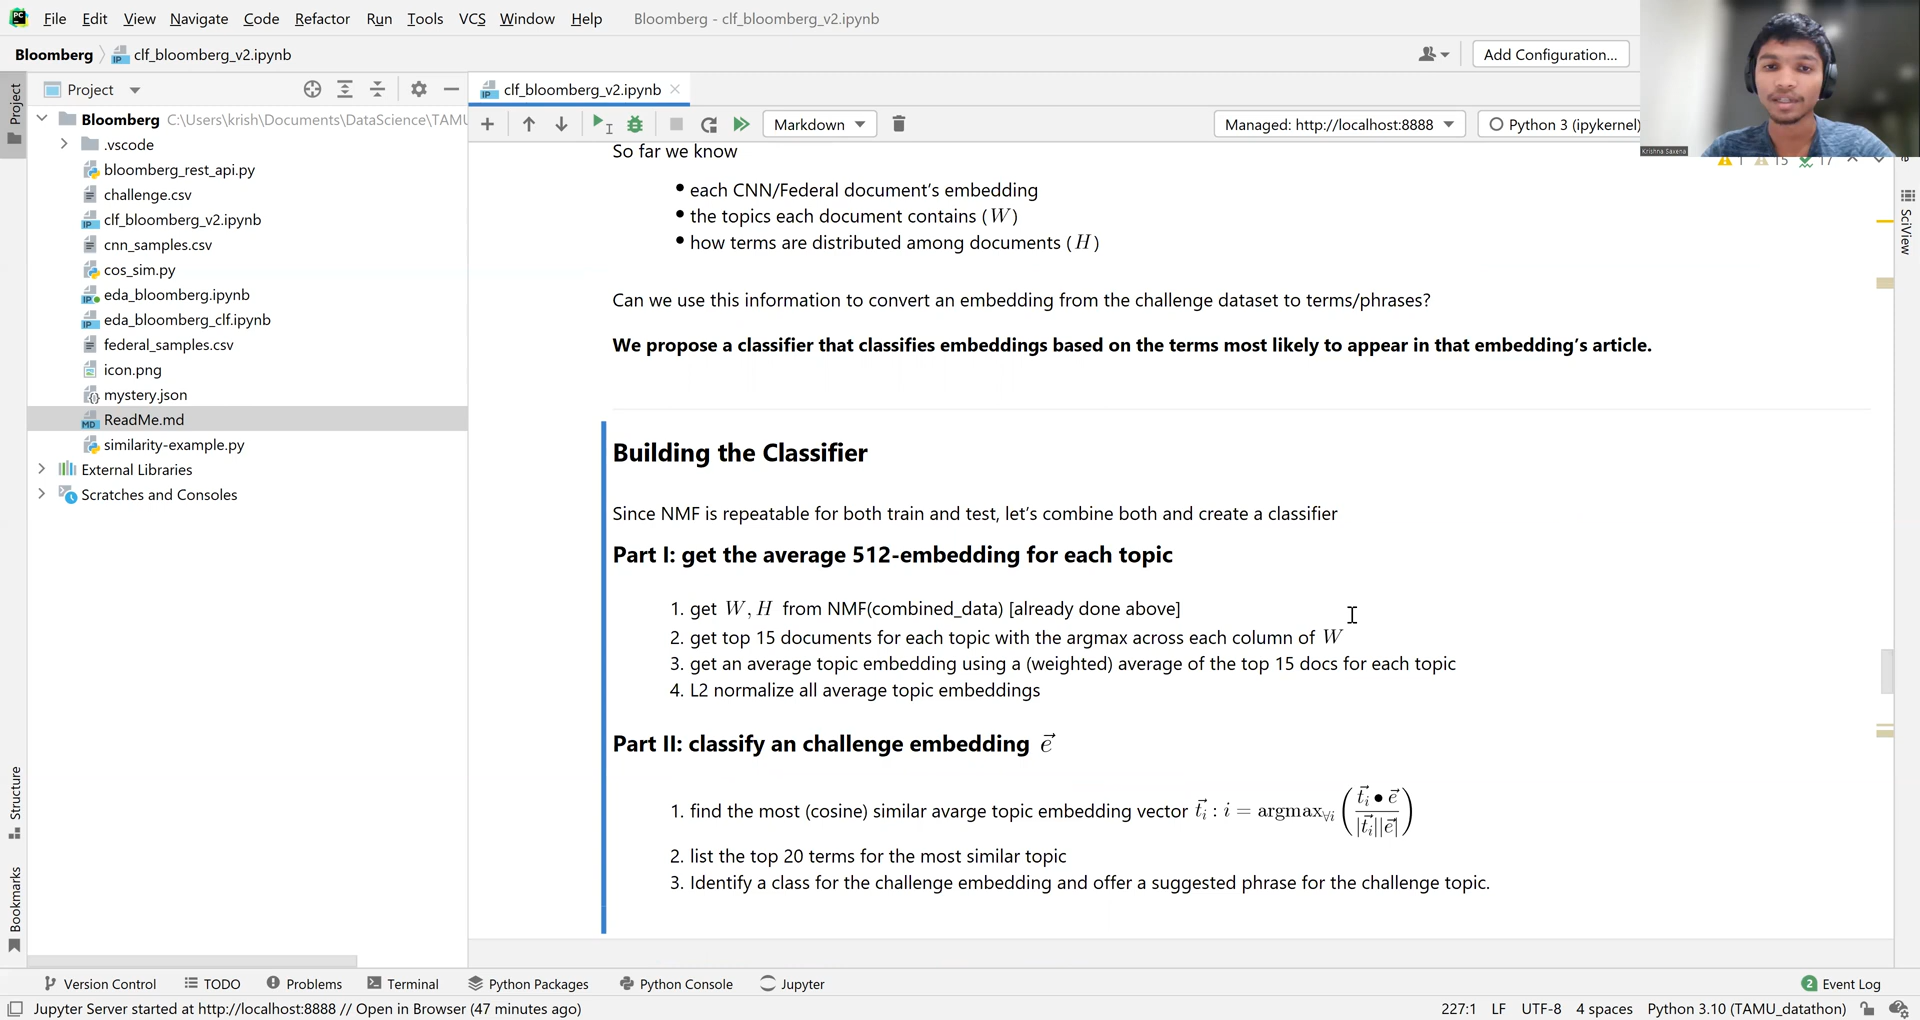 File Edit View Navigate Code Refactor Run Tools VCS Window Help Bloomberg - clf_bloomberg_v2.ipynb
Bloomberg clf_bloomberg_v2.ipynb Add Configuration...
Project
Project
clf_bloomberg_v2.ipynb
Bloomberg C:\Users\krish\Documents\DataScience\TAMU
Markdown Managed: http://localhost:8888 Python 3 (ipykernel)
Krishna Saxena
1 15 17
.vscode
bloomberg_rest_api.py
challenge.csv
clf_bloomberg_v2.ipynb
cnn_samples.csv
cos_sim.py
eda_bloomberg.ipynb
eda_bloomberg_clf.ipynb
federal_samples.csv
icon.png
mystery.json
ReadMe.md
similarity-example.py
External Libraries
Scratches and Consoles
So far we know
• each CNN/Federal document’s embedding
• the topics each document contains (W)
• how terms are distributed among documents (H)
Can we use this information to convert an embedding from the challenge dataset to terms/phrases?
We propose a classifier that classifies embeddings based on the terms most likely to appear in that embedding’s article.
Building the Classifier
Since NMF is repeatable for both train and test, let’s combine both and create a classifier
Part I: get the average 512-embedding for each topic
1. get W, H from NMF(combined_data) [already done above]
2. get top 15 documents for each topic with the argmax across each column of W
3. get an average topic embedding using a (weighted) average of the top 15 docs for each topic
4. L2 normalize all average topic embeddings
Part II: classify an challenge embedding e⃗
1. find the most (cosine) similar avarge topic embedding vector t⃗ᵢ : i = argmax∀i (t⃗ᵢ • e⃗ / |t⃗ᵢ||e⃗|)
2. list the top 20 terms for the most similar topic
3. Identify a class for the challenge embedding and offer a suggested phrase for the challenge topic.
SciView
Structure
Bookmarks
Version Control TODO Problems Terminal Python Packages Python Console Jupyter 2 Event Log
Jupyter Server started at http://localhost:8888 // Open in Browser (47 minutes ago) 227:1 LF UTF-8 4 spaces Python 3.10 (TAMU_datathon)